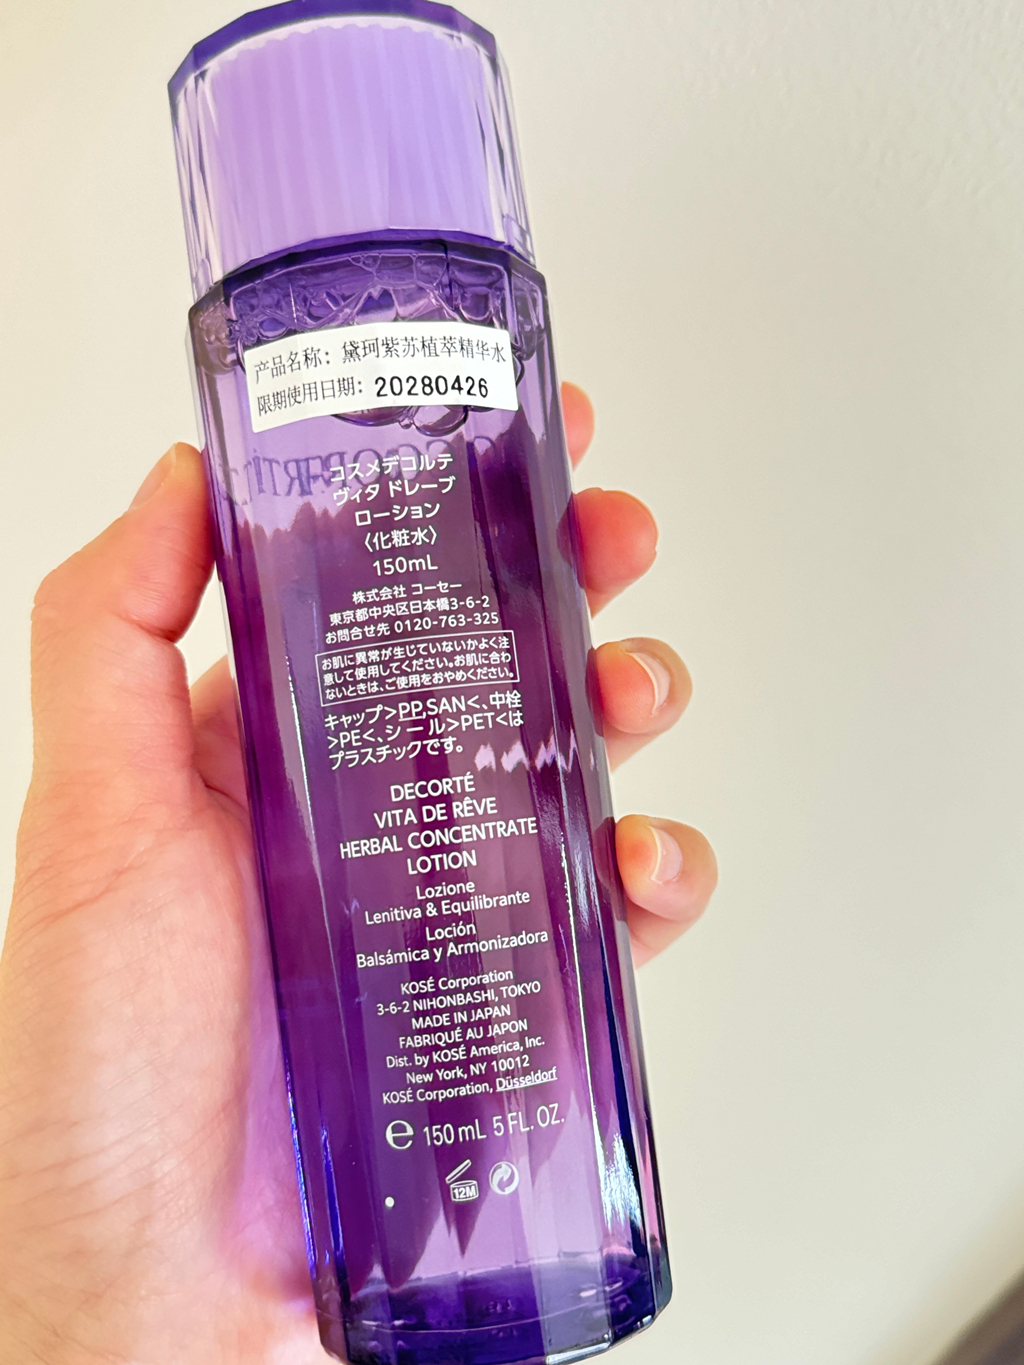 产品名称：黛珂紫苏植萃精华水
限期使用日期：20280426
コスメデコルテ
ヴィタ ドレーブ
ローション
〈化粧水〉
150mL
株式会社 コーセー
東京都中央区日本橋3-6-2
お問合せ先 0120-763-325
お肌に異常が生じていないかよく注
意して使用してください。お肌に合わ
ないときは、ご使用をおやめください。
キャップ>PP,SAN<、中栓
>PE<、シール>PET<は
プラスチックです。
DECORTÉ
VITA DE RÊVE
HERBAL CONCENTRATE
LOTION
Lozione
Lenitiva & Equilibrante
Loción
Balsámica y Armonizadora
KOSÉ Corporation
3-6-2 NIHONBASHI, TOKYO
MADE IN JAPAN
FABRIQUÉ AU JAPON
Dist. by KOSÉ America, Inc.
New York, NY 10012
KOSÉ Corporation, Düsseldorf
℮ 150 mL 5 FL. OZ.
12M